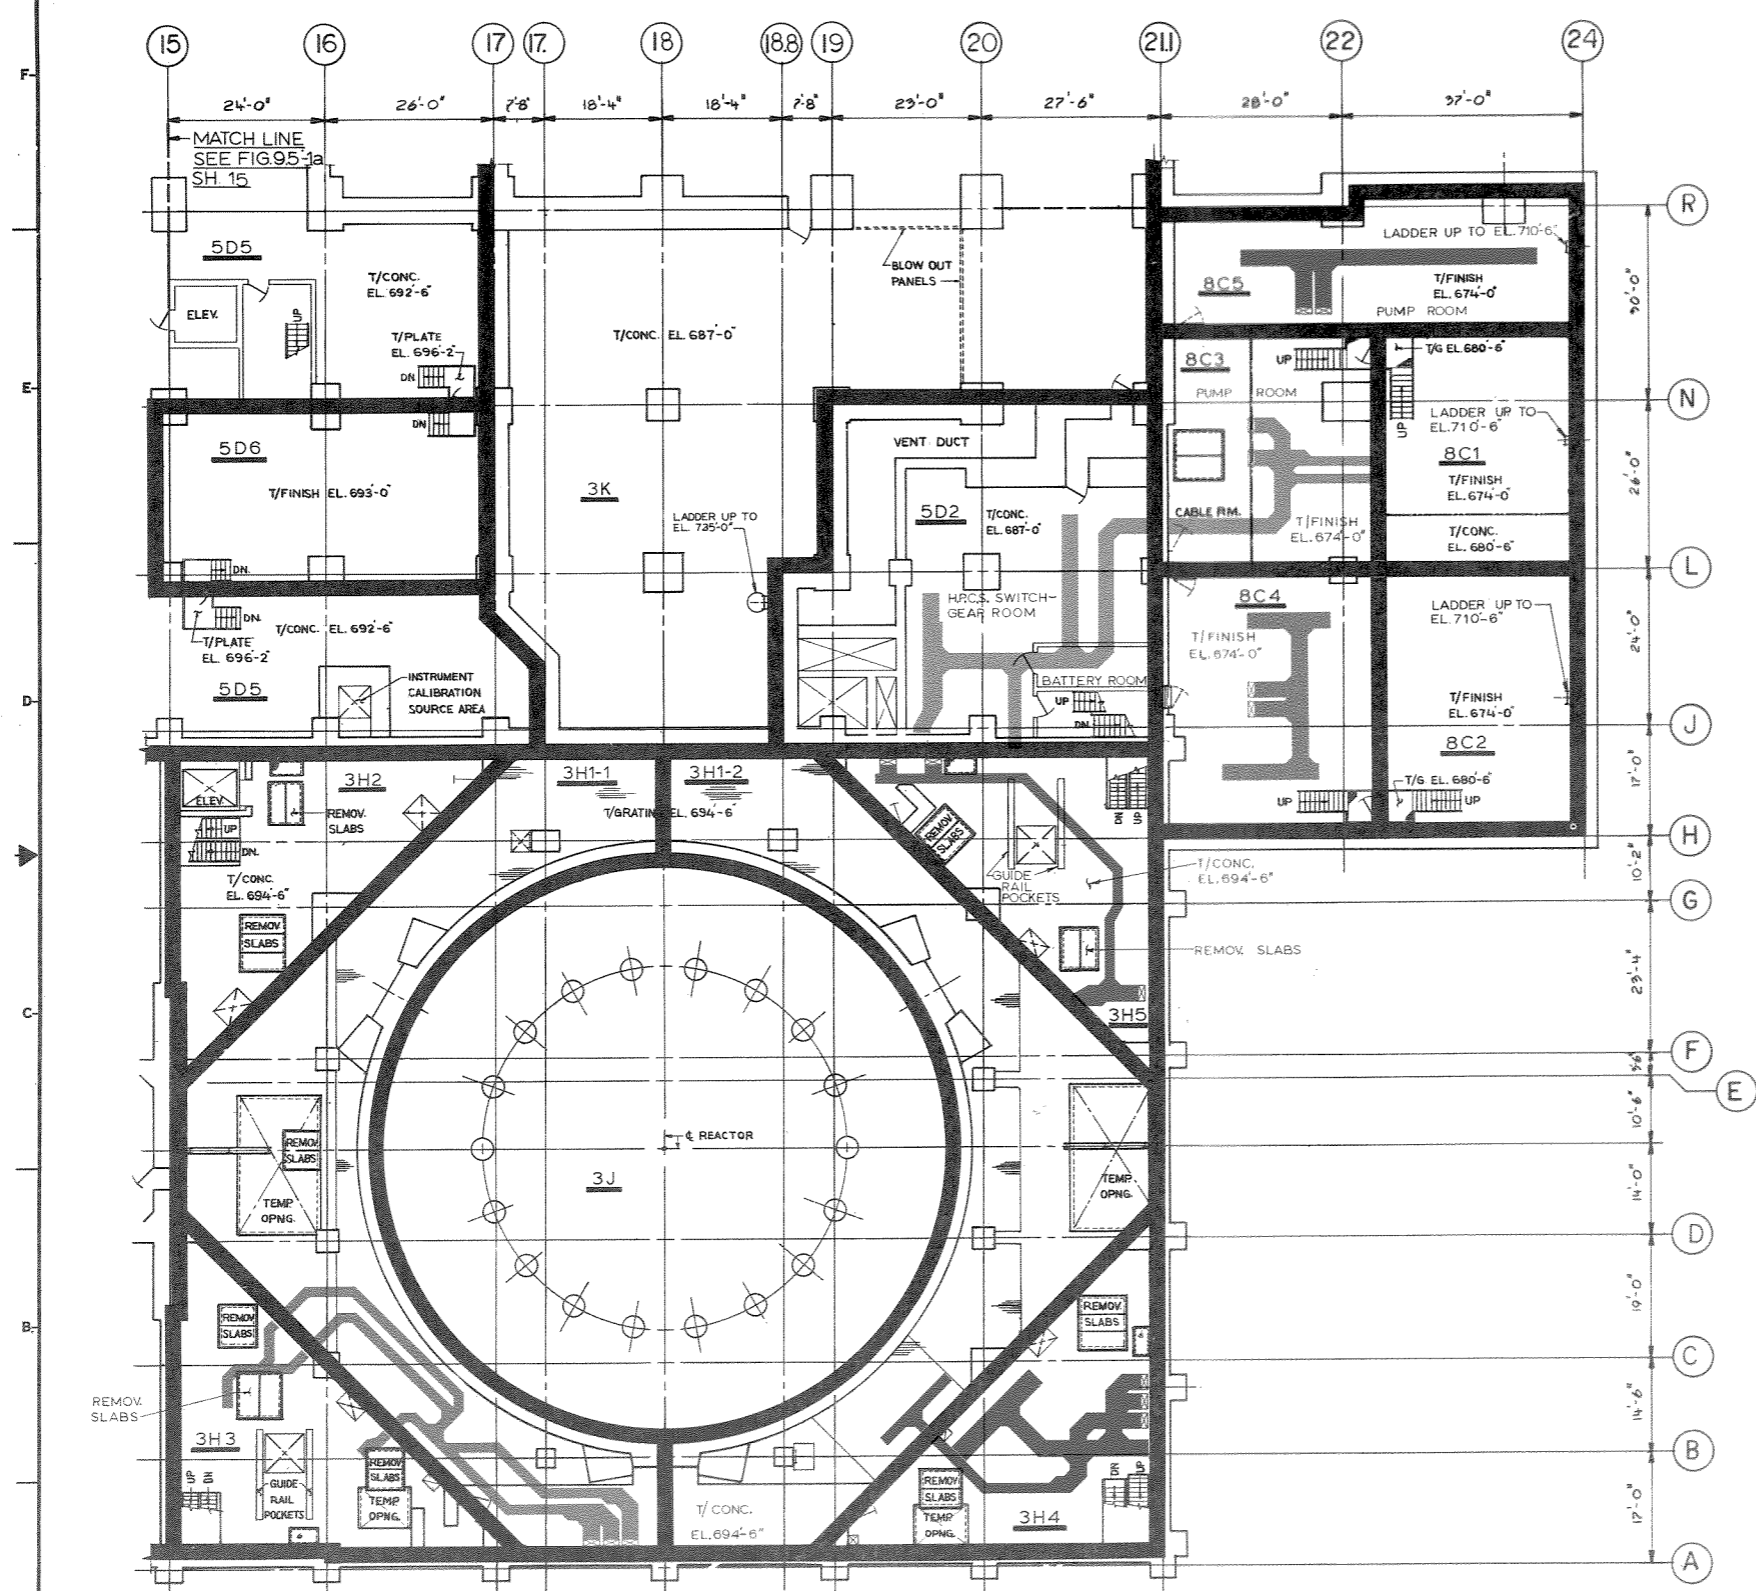 15 16 17 17. 18 18.8 19 20 21.1 22 24
F
24'-0" 26'-0" 7'-8" 18'-4" 18'-4" 7'-8" 23'-0" 27'-6" 28'-0" 37'-0"
MATCH LINE
SEE FIG.9.5-1a
SH. 15
R
5D5
T/CONC.
EL. 692'-6"
BLOW OUT
PANELS
LADDER UP TO EL. 710'-6"
8C5
T/FINISH
EL. 674'-0"
PUMP ROOM
30'-0"
ELEV.
UP
T/PLATE
EL. 696'-2"
DN
T/CONC. EL. 687'-0"
8C3
UP
T/G EL. 680'-6"
E
PUMP ROOM
N
DN
UP
LADDER UP TO
EL. 710'-6"
5D6
VENT DUCT
8C1
T/FINISH
EL. 674'-0"
26'-0"
T/FINISH EL. 693'-0"
3K
LADDER UP TO
EL. 735'-0"
5D2
T/CONC.
EL. 687'-0"
CABLE RM.
T/FINISH
EL. 674'-0"
T/CONC.
EL. 680'-6"
DN.
L
H.P.C.S. SWITCH-
GEAR ROOM
8C4
LADDER UP TO
EL. 710'-6"
DN.
T/CONC. EL. 692'-6"
T/PLATE
EL. 696-2"
T/FINISH
EL. 674'-0"
24'-0"
5D5
INSTRUMENT
CALIBRATION
SOURCE AREA
BATTERY ROOM
UP
DN.
T/FINISH
EL. 674'-0"
D
J
8C2
3H2
3H1-1
3H1-2
17'-0"
T/G EL. 680'-6"
ELEV.
REMOV.
SLABS
T/GRATING EL. 694'-6"
REMOV.
SLABS
DN UP
UP
UP
UP
DN.
H
T/CONC.
EL. 694'-6"
GUIDE
RAIL
POCKETS
T/CONC.
EL. 694'-6"
10'-2"
G
REMOV.
SLABS
REMOV. SLABS
23'-4"
C
3H5
F
E
REACTOR
10'-6"
REMOV.
SLABS
3J
TEMP.
OPNG.
TEMP.
OPNG.
14'-0"
D
REMOV.
SLABS
REMOV.
SLABS
19'-0"
B
C
REMOV.
SLABS
14'-6"
3H3
B
UP DN
GUIDE
RAIL
POCKETS
REMOV.
SLABS
TEMP.
OPNG.
T/CONC.
EL. 694'-6"
REMOV.
SLABS
TEMP.
OPNG.
3H4
DN UP
17'-0"
A